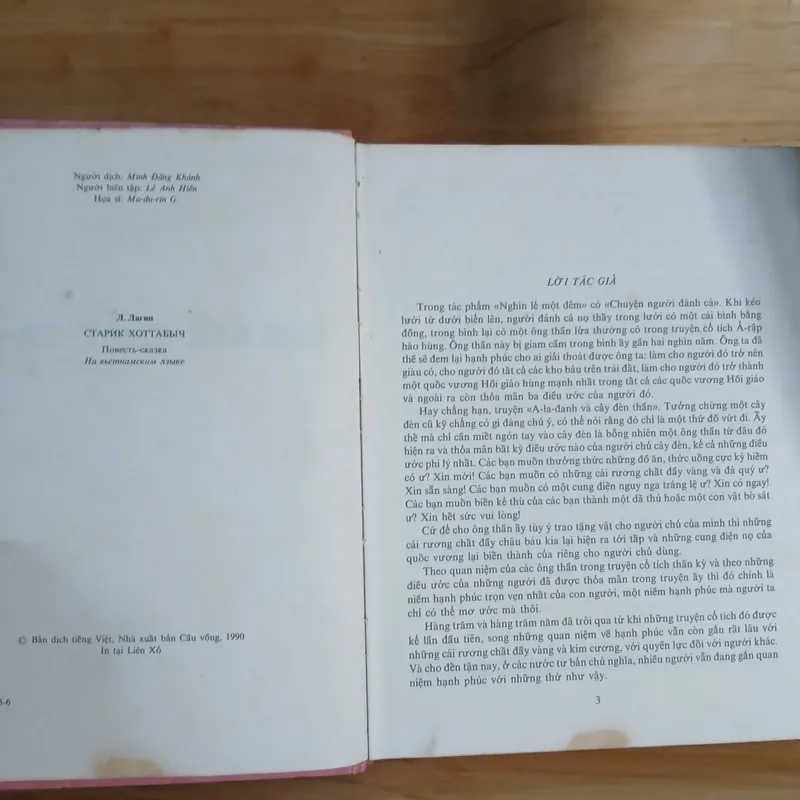 Người dịch: Minh Đăng Khánh
Người biên tập: Lê Anh Hiền
Họa sĩ: Ma-du-rin G.
Л. Лагин
СТАРИК ХОТТАБЫЧ
Повесть-сказка
На вьетнамском языке
© Bản dịch tiếng Việt, Nhà xuất bản Cầu vồng, 1990
In tại Liên Xô
3-6
LỜI TÁC GIẢ
Trong tác phẩm «Nghìn lẻ một đêm» có «Chuyện người đánh cá». Khi kéo
lưới từ dưới biển lên, người đánh cá nọ thấy trong lưới có một cái bình bằng
đồng, trong bình lại có một ông thần lửa thường có trong truyện cổ tích Ả-rập
hào hùng. Ông thần này bị giam cầm trong bình ấy gần hai nghìn năm. Ông ta đã
thề sẽ đem lại hạnh phúc cho ai giải thoát được ông ta: làm cho người đó trở nên
giàu có, cho người đó tất cả các kho báu trên trái đất, làm cho người đó trở thành
một quốc vương Hồi giáo hùng mạnh nhất trong tất cả các quốc vương Hồi giáo
và ngoài ra còn thỏa mãn ba điều ước của người đó.
Hay chẳng hạn, truyện «A-la-đanh và cây đèn thần». Tưởng chừng một cây
đèn cũ kỹ chẳng có gì đáng chú ý, có thể nói rằng đó chỉ là một thứ đồ vứt đi. Ấy
thế mà chỉ cần miết ngón tay vào cây đèn là bỗng nhiên một ông thần từ đâu đó
hiện ra và thỏa mãn bất kỳ điều ước nào của người chủ cây đèn, kể cả những điều
ước phi lý nhất. Các bạn muốn thưởng thức những đồ ăn, thức uống cực kỳ hiếm
có ư? Xin mời! Các bạn muốn có những cái rương chất đầy vàng và đá quý ư?
Xin sẵn sàng! Các bạn muốn có một cung điện nguy nga tráng lệ ư? Xin có ngay!
Các bạn muốn biến kẻ thù của các bạn thành một dã thú hoặc một con vật bò sát
ư? Xin hết sức vui lòng!
Cứ để cho ông thần ấy tùy ý trao tặng vật cho người chủ của mình thì những
cái rương chất đầy châu báu kia lại hiện ra tới tấp và những cung điện nọ của
quốc vương lại biến thành của riêng cho người chủ dùng.
Theo quan niệm của các ông thần trong truyện cổ tích thần kỳ và theo những
điều ước của những người đã được thỏa mãn trong truyện ấy thì đó chính là
niềm hạnh phúc trọn vẹn nhất của con người, một niềm hạnh phúc mà người ta
chỉ có thể mơ ước mà thôi.
Hàng trăm và hàng trăm năm đã trôi qua từ khi những truyện cổ tích đó được
kể lần đầu tiên, song những quan niệm về hạnh phúc vẫn còn gắn rất lâu với
những cái rương chất đầy vàng và kim cương, với quyền lực đối với người khác.
Và cho đến tận nay, ở các nước tư bản chủ nghĩa, nhiều người vẫn đang gắn quan
niệm hạnh phúc với những thứ như vậy.
3